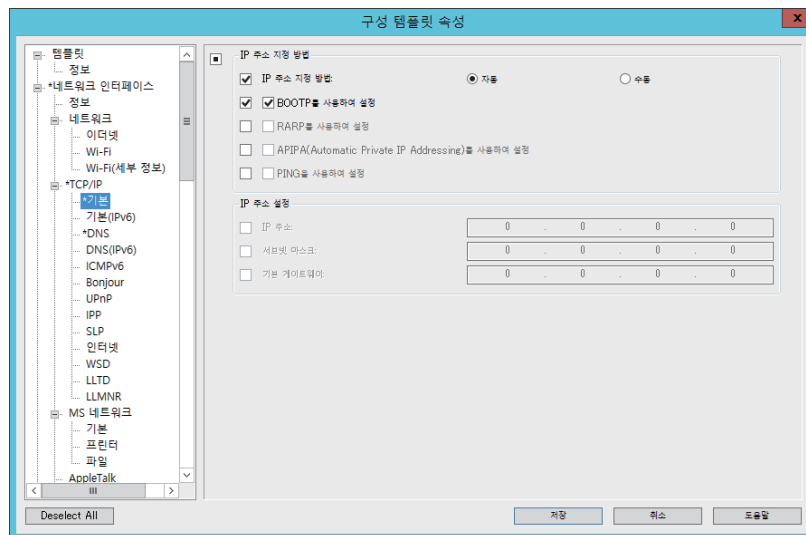 구성 템플릿 속성
x
템플릿
정보
*네트워크 인터페이스
정보
네트워크
이더넷
Wi-Fi
Wi-Fi(세부 정보)
*TCP/IP
*기본
기본(IPv6)
*DNS
DNS(IPv6)
ICMPv6
Bonjour
UPnP
IPP
SLP
인터넷
WSD
LLTD
LLMNR
MS 네트워크
기본
프린터
파일
AppleTalk
IP 주소 지정 방법
IP 주소 지정 방법: 자동 수동
BOOTP를 사용하여 설정
RARP를 사용하여 설정
APIPA(Automatic Private IP Addressing)를 사용하여 설정
PING을 사용하여 설정
IP 주소 설정
IP 주소: 0 . 0 . 0 . 0
서브넷 마스크: 0 . 0 . 0 . 0
기본 게이트웨이: 0 . 0 . 0 . 0
Deselect All 저장 취소 도움말